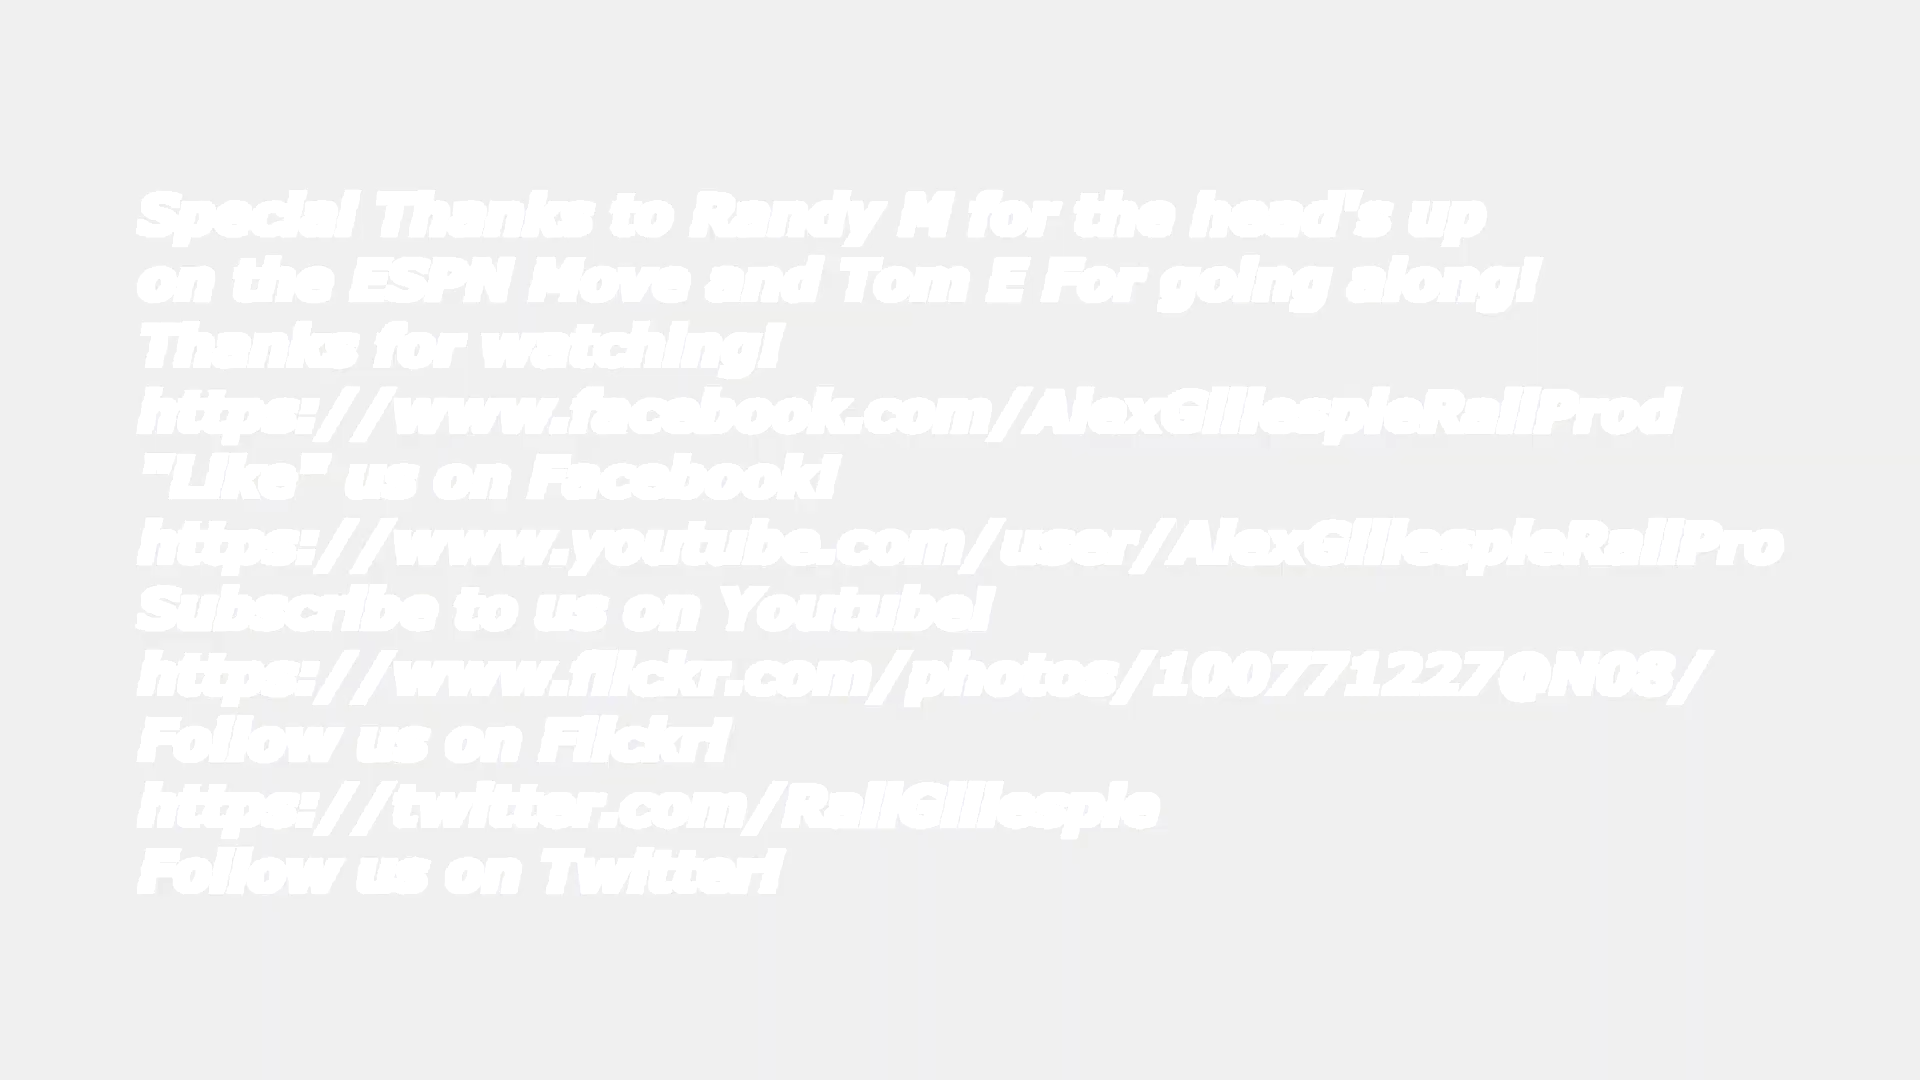 Special Thanks to Randy M for the head's up
on the ESPN Move and Tom E For going along!
Thanks for watching!
https://www.facebook.com/AlexGillespieRailProd
"Like" us on Facebook!
https://www.youtube.com/user/AlexGillespieRailPro
Subscribe to us on Youtube!
https://www.flickr.com/photos/100771227@N08/
Follow us on Flickr!
https://twitter.com/RailGillespie
Follow us on Twitter!